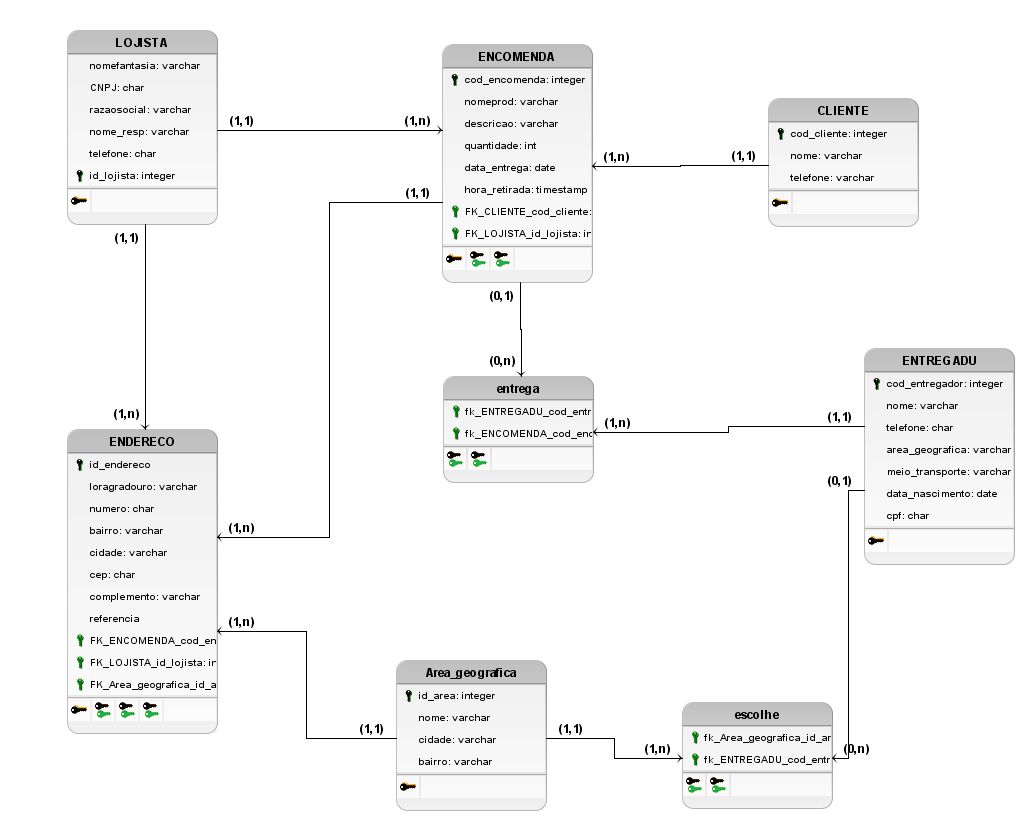 LOJISTA
nomefantasia: varchar
CNPJ: char
razaosocial: varchar
nome_resp: varchar
telefone: char
id_lojista: integer
(1,1)
(1,n)
ENCOMENDA
cod_encomenda: integer
nomeprod: varchar
descricao: varchar
quantidade: int
data_entrega: date
hora_retirada: timestamp
FK_CLIENTE_cod_cliente:
FK_LOJISTA_id_lojista: in
(1,n)
(1,1)
CLIENTE
cod_cliente: integer
nome: varchar
telefone: varchar
(1,1)
(1,1)
(1,n)
(0,1)
(0,n)
entrega
fk_ENTREGADU_cod_entr
fk_ENCOMENDA_cod_enc
(1,n)
(1,1)
ENTREGADU
cod_entregador: integer
nome: varchar
telefone: char
area_geografica: varchar
meio_transporte: varchar
data_nascimento: date
cpf: char
(0,1)
ENDERECO
id_endereco
loragradouro: varchar
numero: char
bairro: varchar
cidade: varchar
cep: char
complemento: varchar
referencia
FK_ENCOMENDA_cod_en
FK_LOJISTA_id_lojista: in
FK_Area_geografica_id_a
(1,n)
(1,n)
(1,1)
Area_geografica
id_area: integer
nome: varchar
cidade: varchar
bairro: varchar
(1,1)
(1,n)
escolhe
fk_Area_geografica_id_ar
fk_ENTREGADU_cod_entr
(0,n)